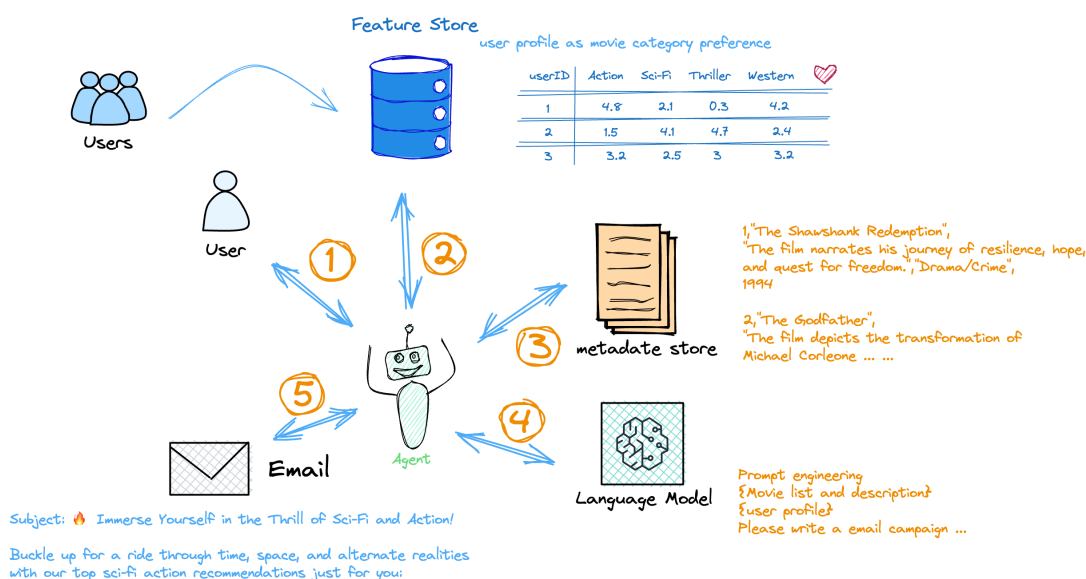 Feature Store
user profile as movie category preference
userID Action Sci-Fi Thriller Western
1 4.8 2.1 0.3 4.2
2 1.5 4.1 4.7 2.4
3 3.2 2.5 3 3.2
Users
User
1
2
3
metadate store
1,"The Shawshank Redemption",
"The film narrates his journey of resilience, hope,
and quest for freedom.","Drama/Crime",
1994
2,"The Godfather",
"The film depicts the transformation of
Michael Corleone ... ...
5
4
Agent
Email
Language Model
Prompt engineering
{Movie list and description}
{user profile}
Please write a email campaign ...
Subject: 🔥 Immerse Yourself in the Thrill of Sci-Fi and Action!
Buckle up for a ride through time, space, and alternate realities
with our top sci-fi action recommendations just for you: